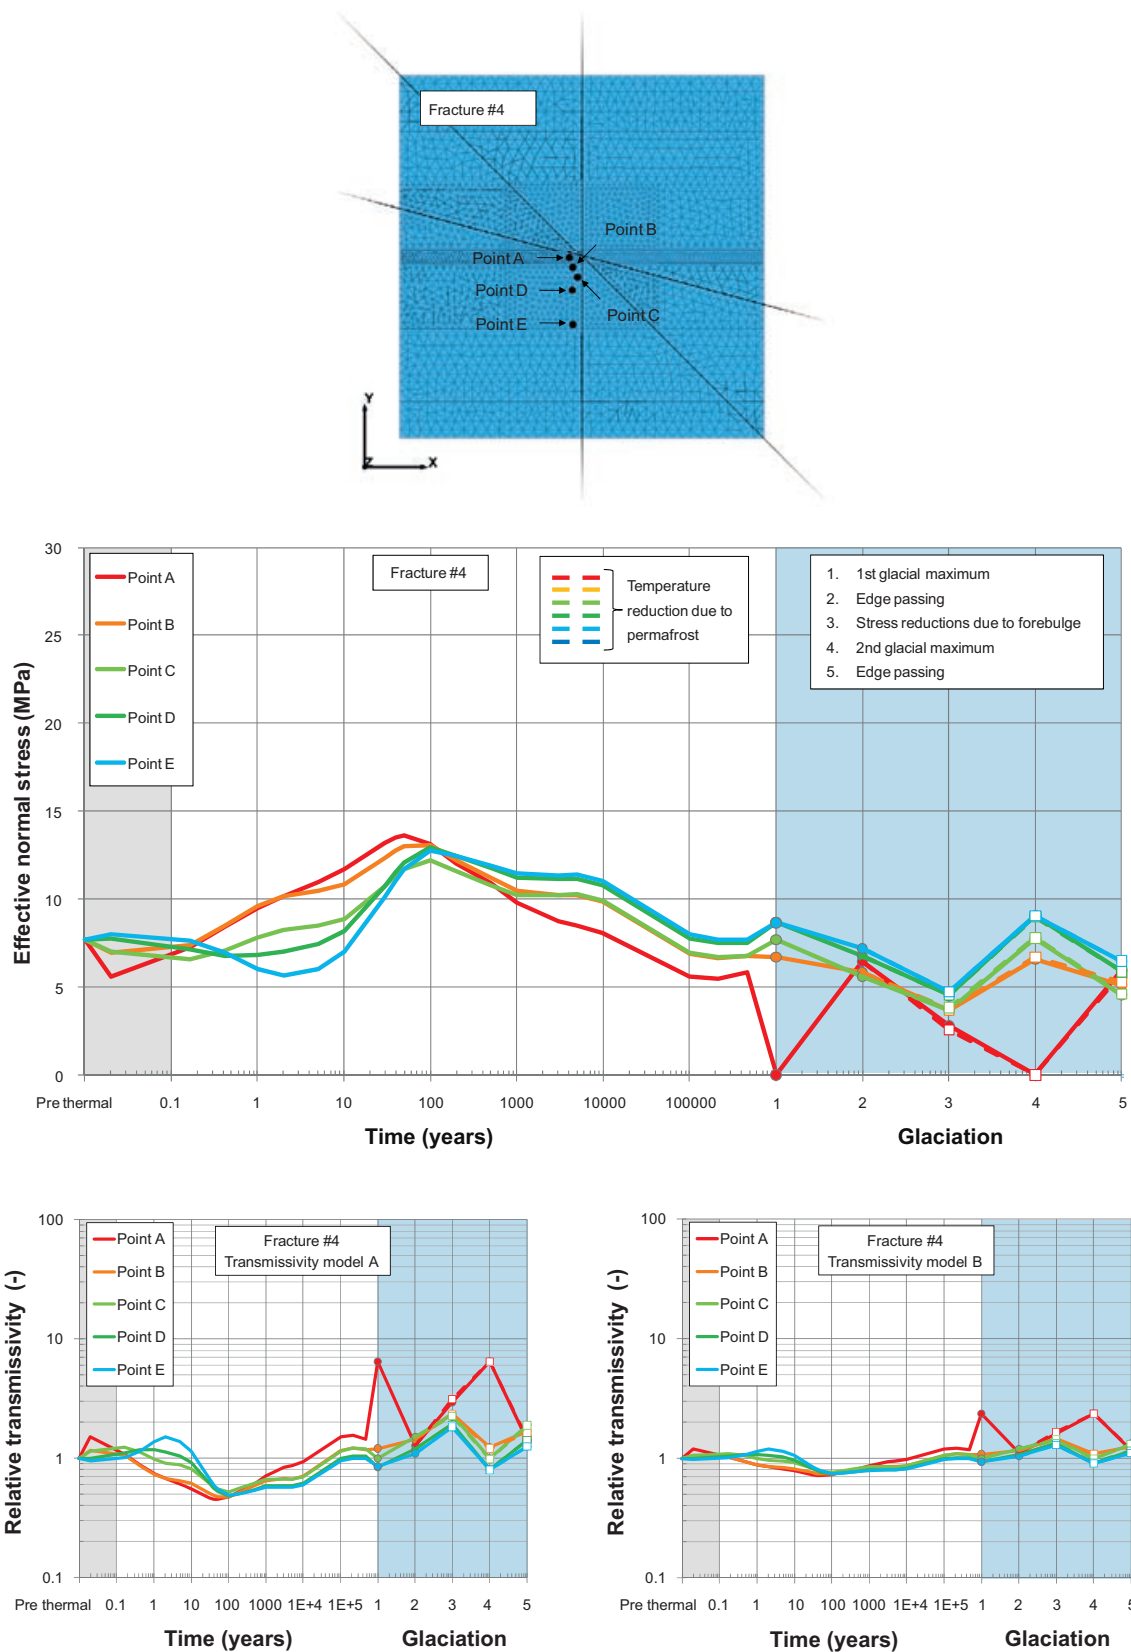 Fracture #4
Point B
Point A
Point D
Point C
Point E
Y
Z
X
Effective normal stress (MPa)
30
25
20
15
10
5
0
Point A
Point B
Point C
Point D
Point E
Fracture #4
Temperature
reduction due to
permafrost
1. 1st glacial maximum
2. Edge passing
3. Stress reductions due to forebulge
4. 2nd glacial maximum
5. Edge passing
Pre thermal 0.1 1 10 100 1000 10000 100000 1 2 3 4 5
Time (years) Glaciation
Relative transmissivity (-)
100
10
1
0.1
Point A
Point B
Point C
Point D
Point E
Fracture #4
Transmissivity model A
Pre thermal 0.1 1 10 100 1000 1E+4 1E+5 1 2 3 4 5
Time (years) Glaciation
Relative transmissivity (-)
100
10
1
0.1
Point A
Point B
Point C
Point D
Point E
Fracture #4
Transmissivity model B
Pre thermal 0.1 1 10 100 1000 1E+4 1E+5 1 2 3 4 5
Time (years) Glaciation